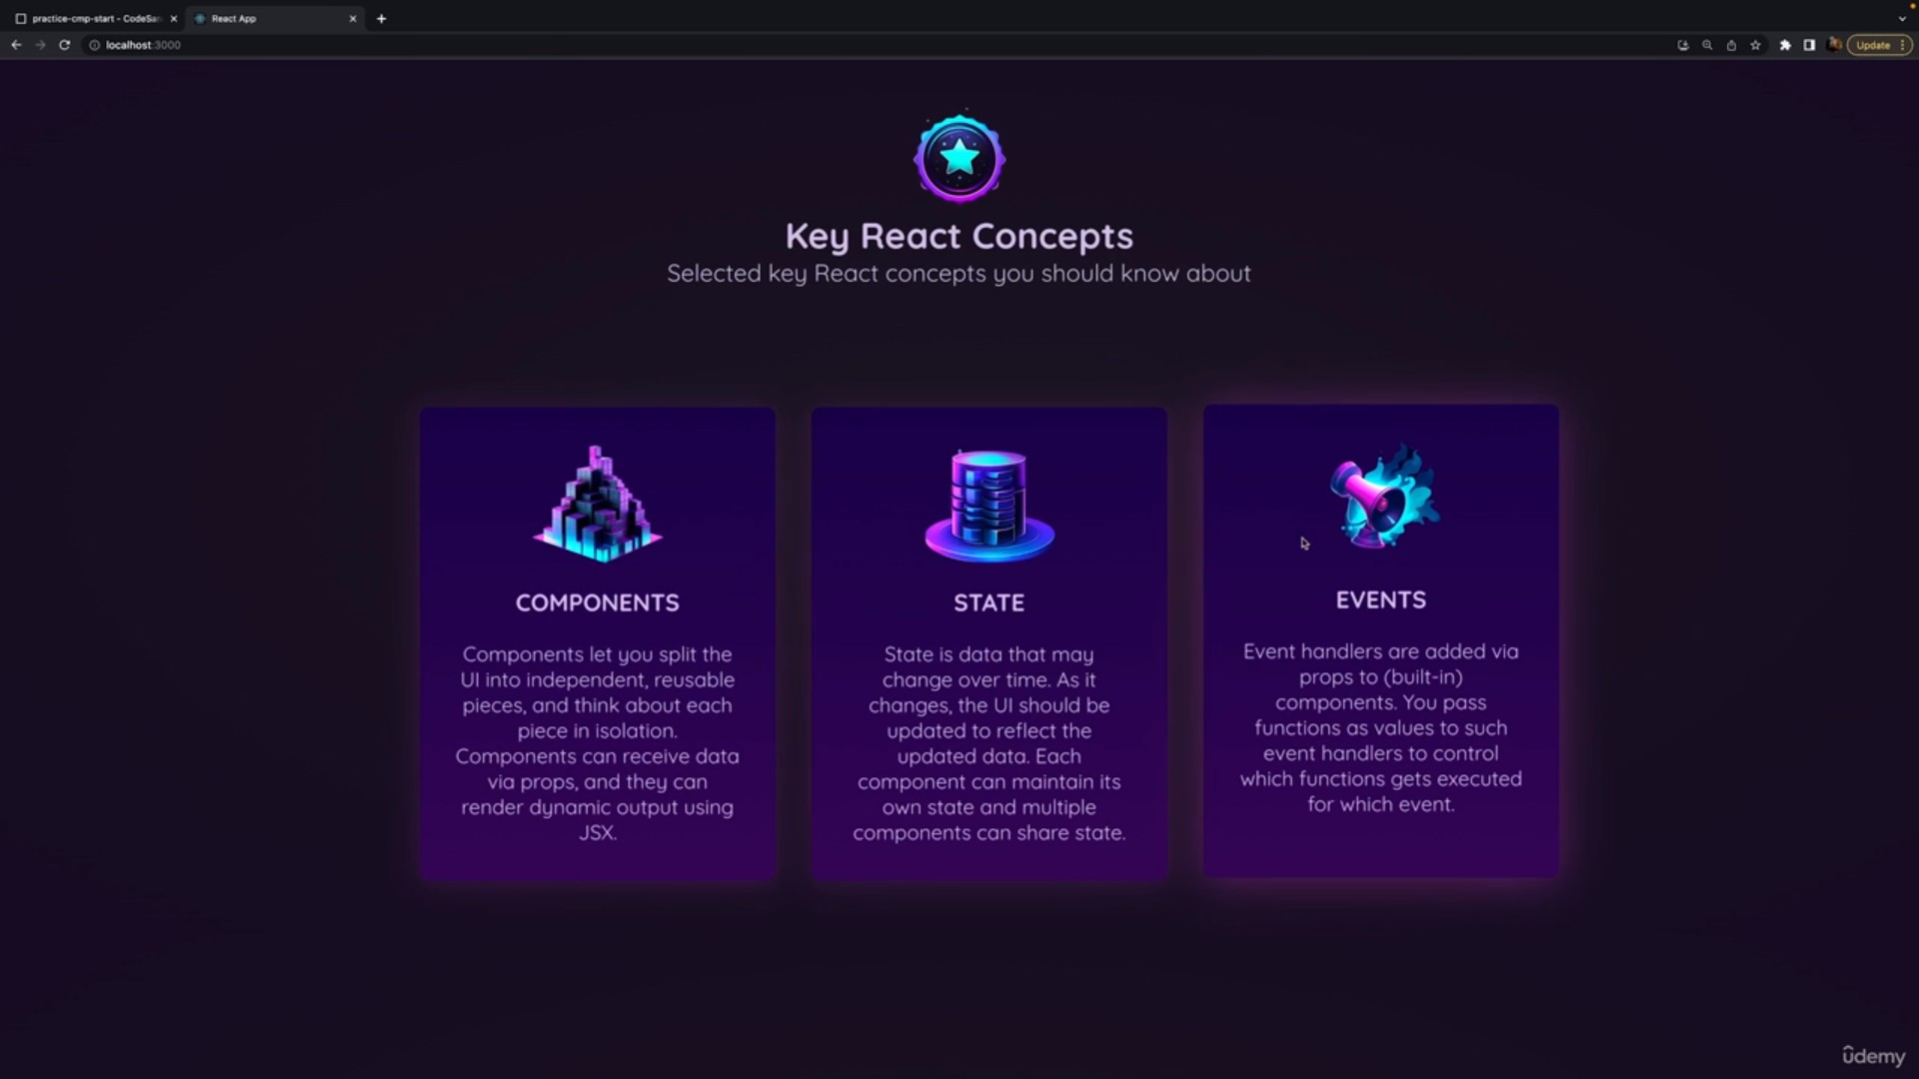 practice-cmp-start - CodeSan
React App
localhost:3000
Update
Key React Concepts
Selected key React concepts you should know about
COMPONENTS
Components let you split the
UI into independent, reusable
pieces, and think about each
piece in isolation.
Components can receive data
via props, and they can
render dynamic output using
JSX.
STATE
State is data that may
change over time. As it
changes, the UI should be
updated to reflect the
updated data. Each
component can maintain its
own state and multiple
components can share state.
EVENTS
Event handlers are added via
props to (built-in)
components. You pass
functions as values to such
event handlers to control
which functions gets executed
for which event.
ûdemy